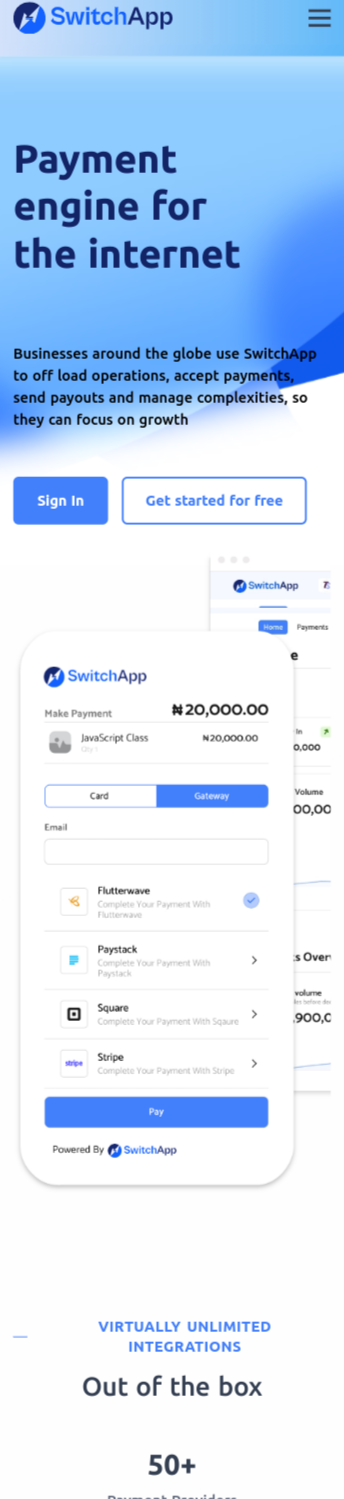 SwitchApp
Payment
engine for
the internet
Businesses around the globe use SwitchApp
to off load operations, accept payments,
send payouts and manage complexities, so
they can focus on growth
Sign In
Get started for free
SwitchApp
Home
Payments
e
SwitchApp
Make Payment
₦20,000.00
JavaScript Class
₦20,000.00
Qty 1
In
0,000
Card
Gateway
Volume
00,00
Email
Flutterwave
Complete Your Payment With
Flutterwave
Paystack
Complete Your Payment With
Paystack
s Over
Square
Complete Your Payment With Sqaure
volume
,900,0
stripe
Stripe
Complete Your Payment With Stripe
Pay
Powered By SwitchApp
VIRTUALLY UNLIMITED
INTEGRATIONS
Out of the box
50+
Payment Providers